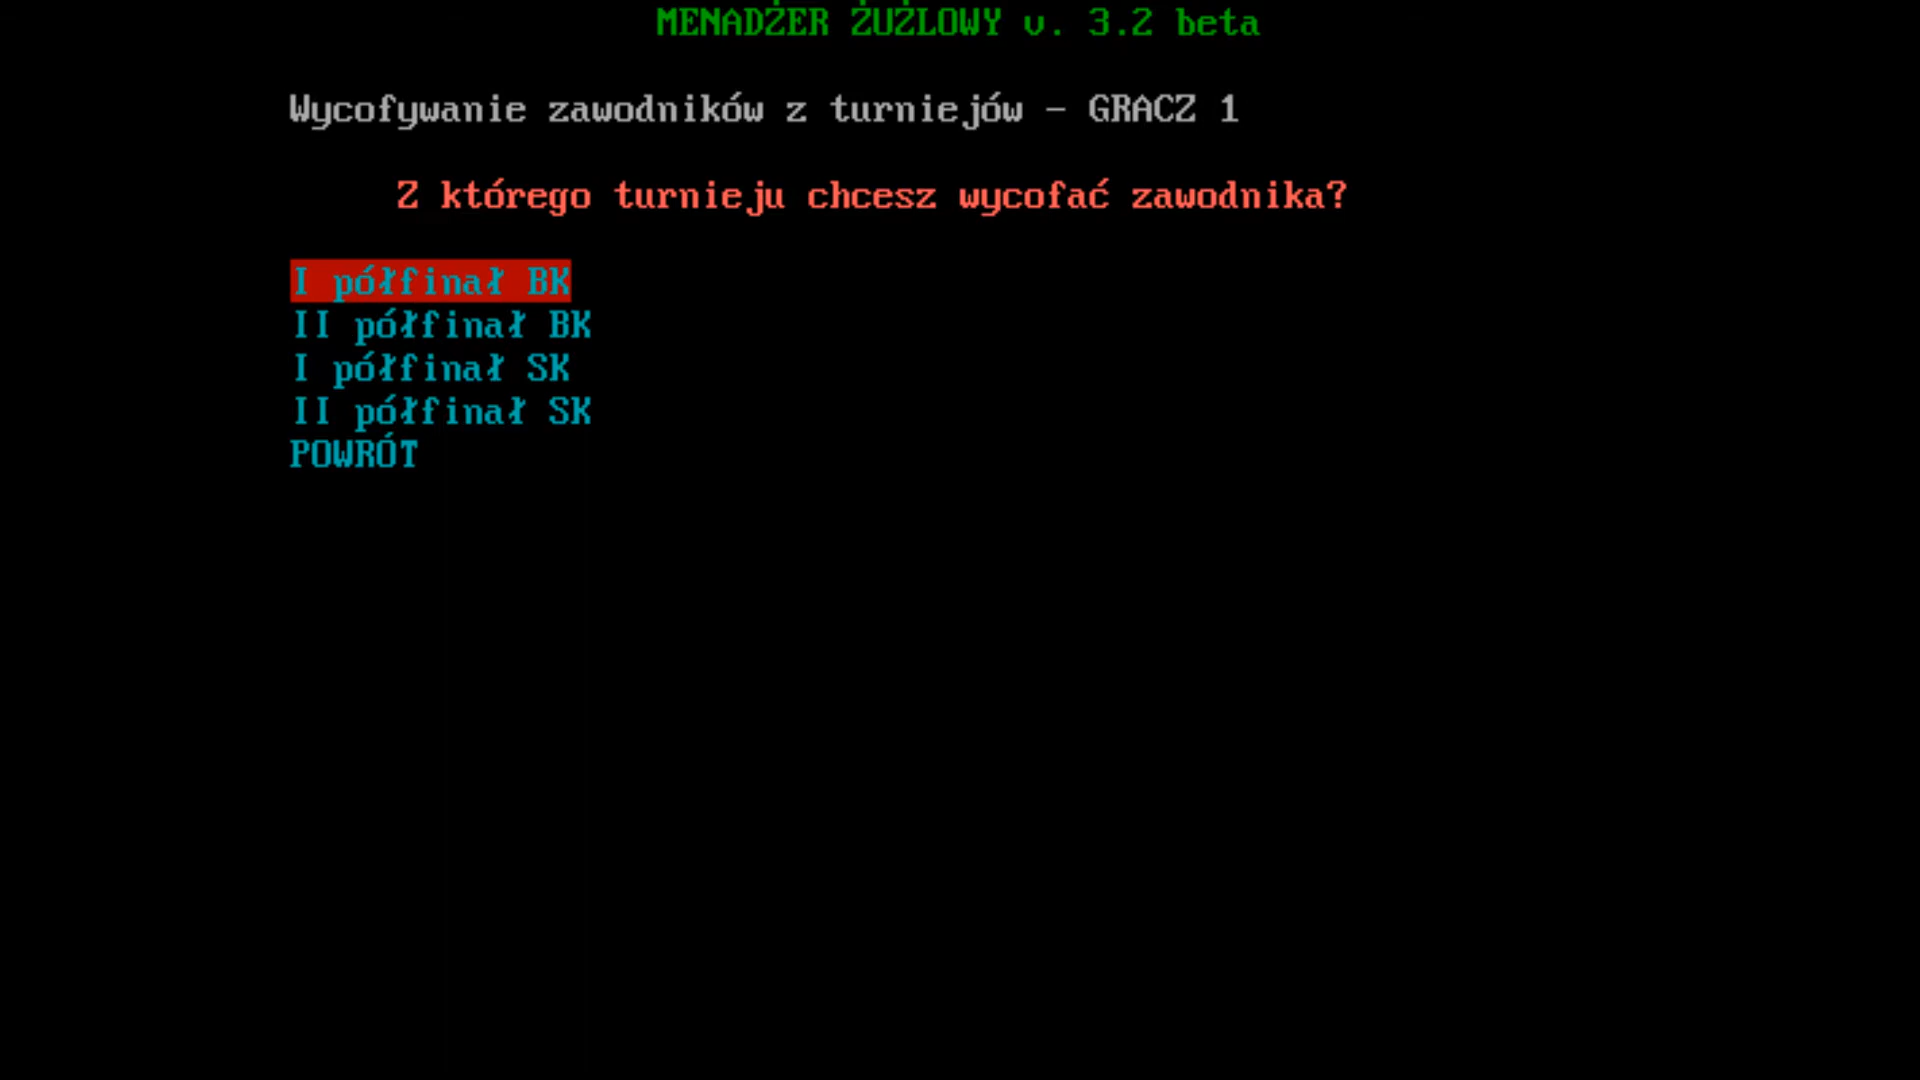 MENADŻER ŻUŻLOWY v. 3.2 beta
Wycofywanie zawodników z turniejów - GRACZ 1
Z którego turnieju chcesz wycofać zawodnika?
I półfinał BK
II półfinał BK
I półfinał SK
II półfinał SK
POWRÓT